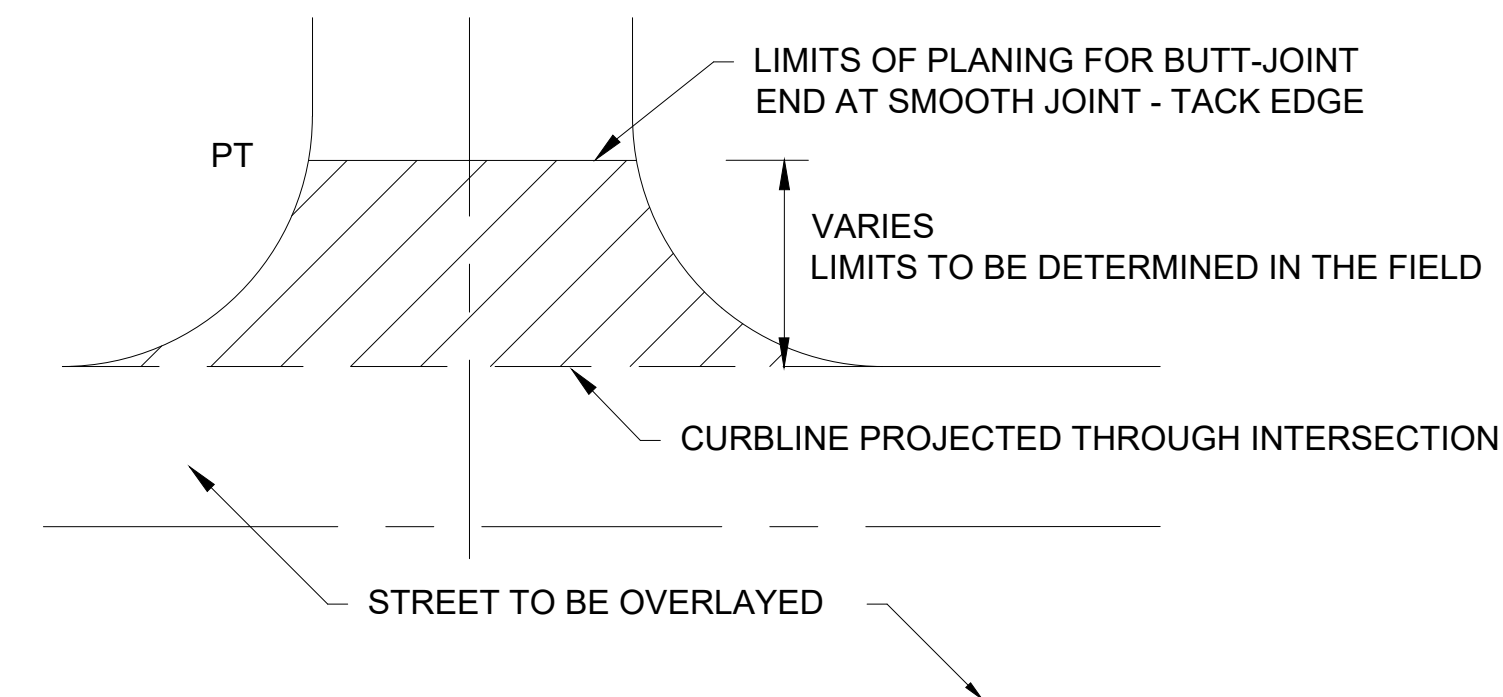 LIMITS OF PLANING FOR BUTT-JOINT
END AT SMOOTH JOINT - TACK EDGE
PT
VARIES
LIMITS TO BE DETERMINED IN THE FIELD
CURBLINE PROJECTED THROUGH INTERSECTION
STREET TO BE OVERLAYED